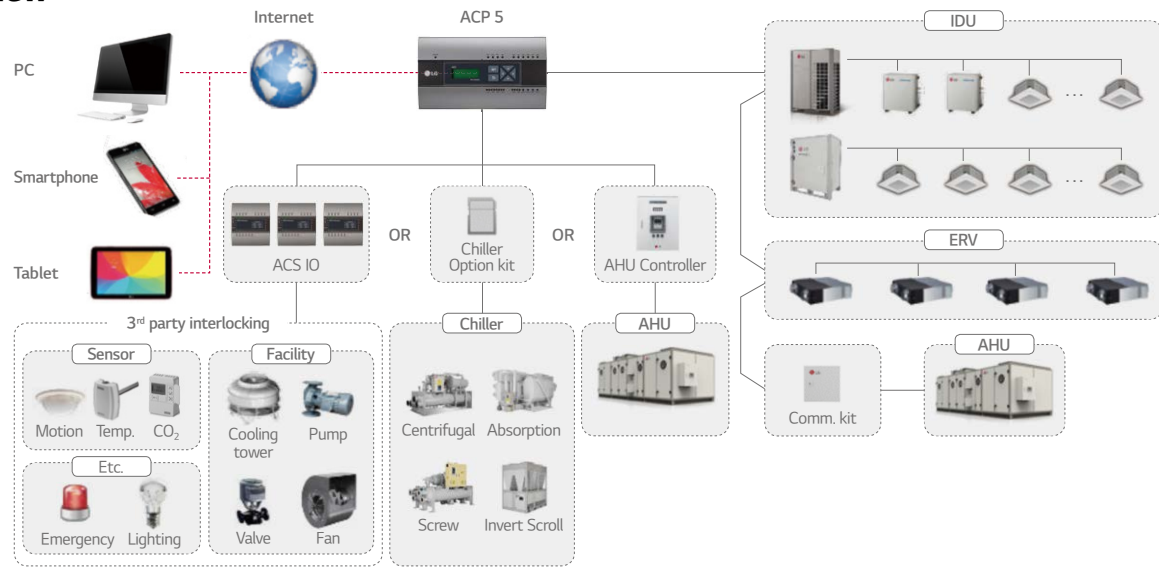 Internet
ACP 5
IDU
PC
LG
Smartphone
Tablet
ACS IO
OR
Chiller
Option kit
OR
AHU Controller
ERV
3rd party interlocking
Sensor
Motion Temp. CO₂
Etc.
Emergency Lighting
Facility
Cooling
tower
Pump
Valve Fan
Chiller
Centrifugal Absorption
Screw Invert Scroll
AHU
Comm. kit
AHU